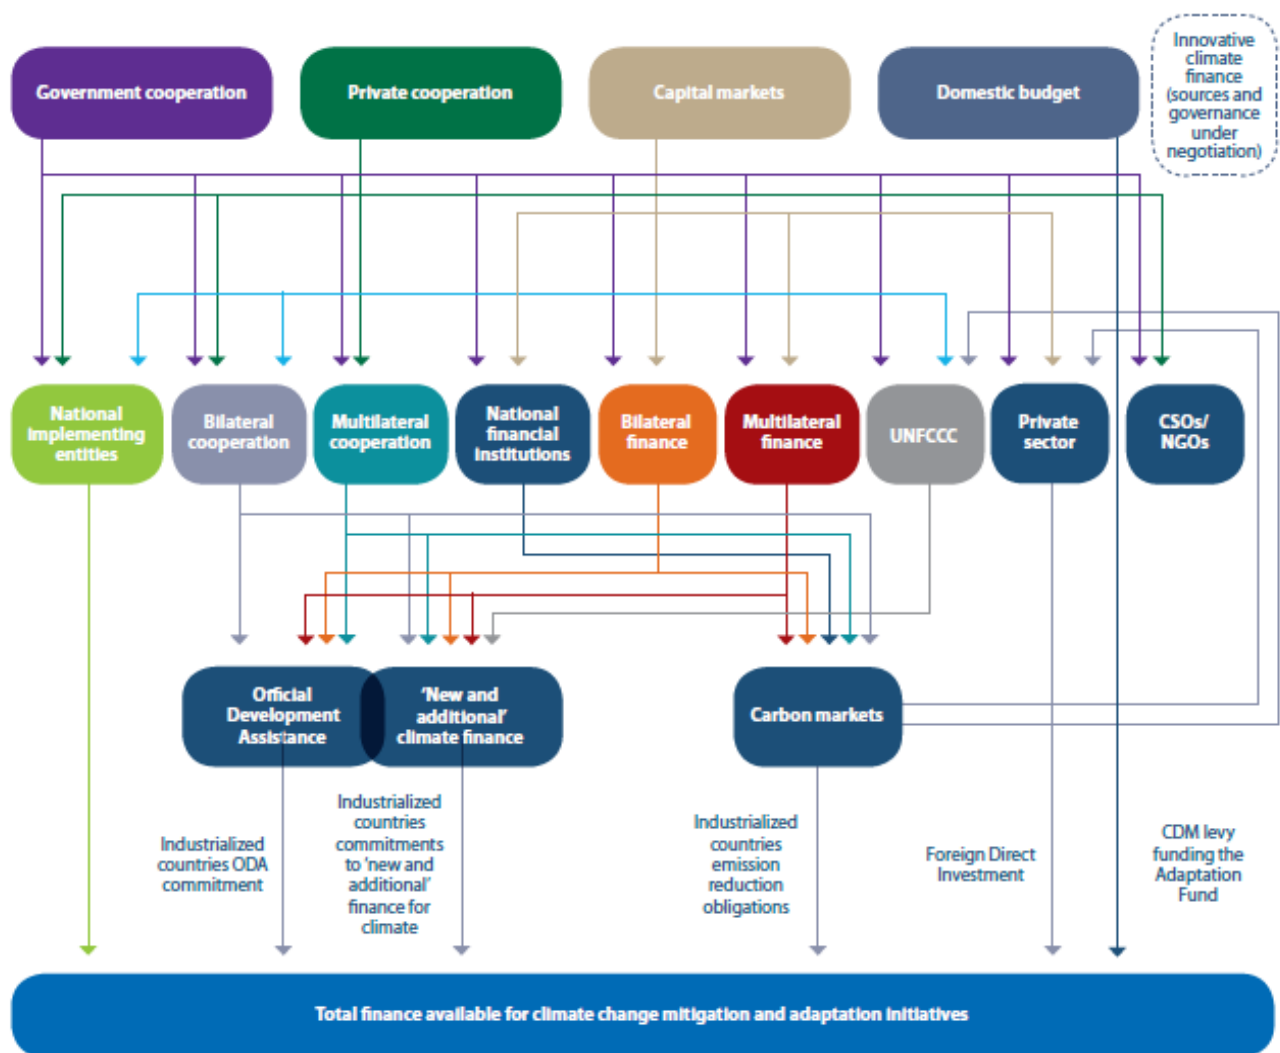 Government cooperation
Private cooperation
Capital markets
Domestic budget
Innovative
climate
finance
(sources and
governance
under
negotiation)
National
implementing
entities
Bilateral
cooperation
Multilateral
cooperation
National
financial
institutions
Bilateral
finance
Multilateral
finance
UNFCCC
Private
sector
CSOs/
NGOs
Official
Development
Assistance
‘New and
additional’
climate finance
Carbon markets
Industrialized
countries ODA
commitment
Industrialized
countries
commitments
to ‘new and
additional’
finance for
climate
Industrialized
countries
emission
reduction
obligations
Foreign Direct
Investment
CDM levy
funding the
Adaptation
Fund
Total finance available for climate change mitigation and adaptation initiatives